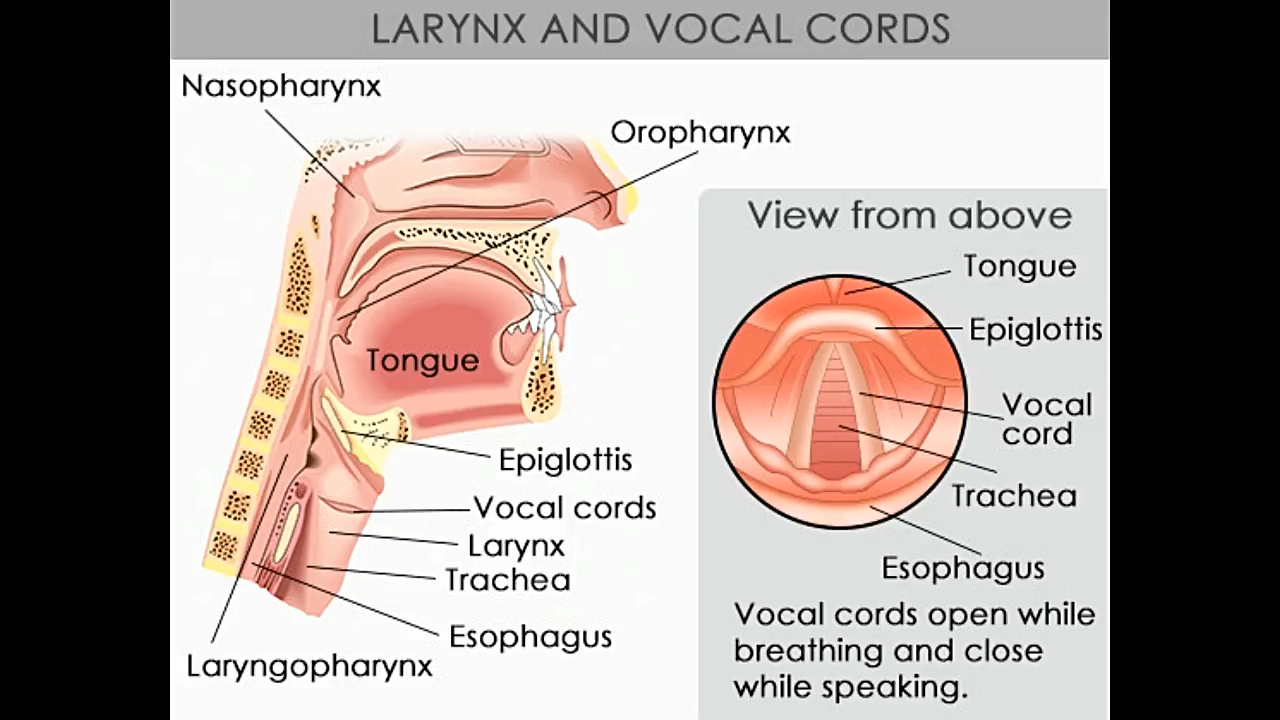 LARYNX AND VOCAL CORDS
Nasopharynx
Oropharynx
Tongue
Epiglottis
Vocal cords
Larynx
Trachea
Esophagus
Laryngopharynx
View from above
Tongue
Epiglottis
Vocal
cord
Trachea
Esophagus
Vocal cords open while
breathing and close
while speaking.